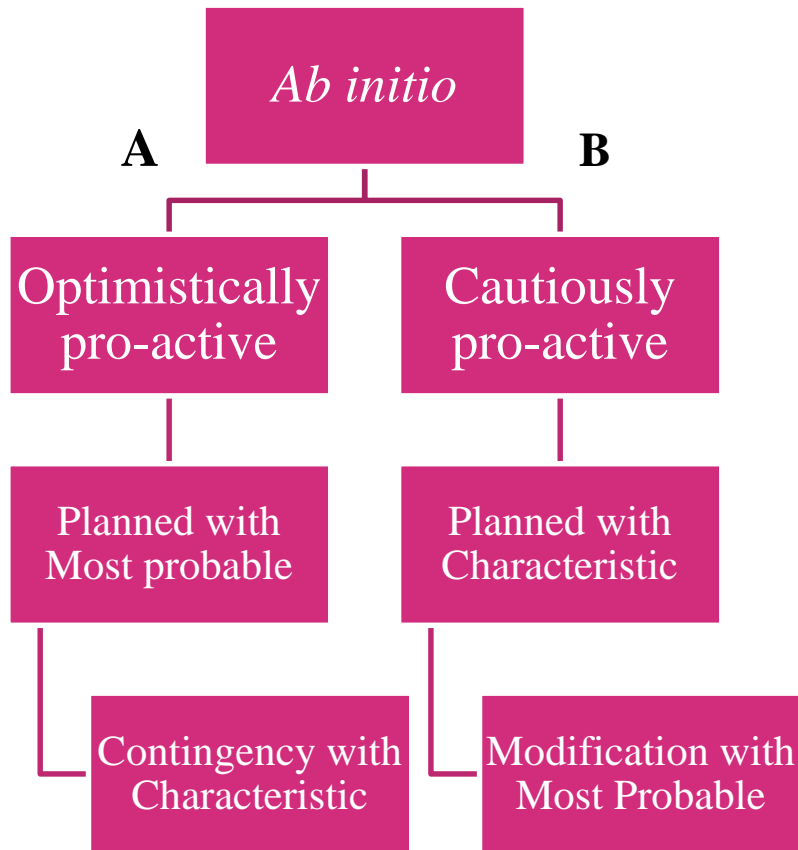 Ab initio
A
B
Optimistically
pro-active
Cautiously
pro-active
Planned with
Most probable
Planned with
Characteristic
Contingency with
Characteristic
Modification with
Most Probable